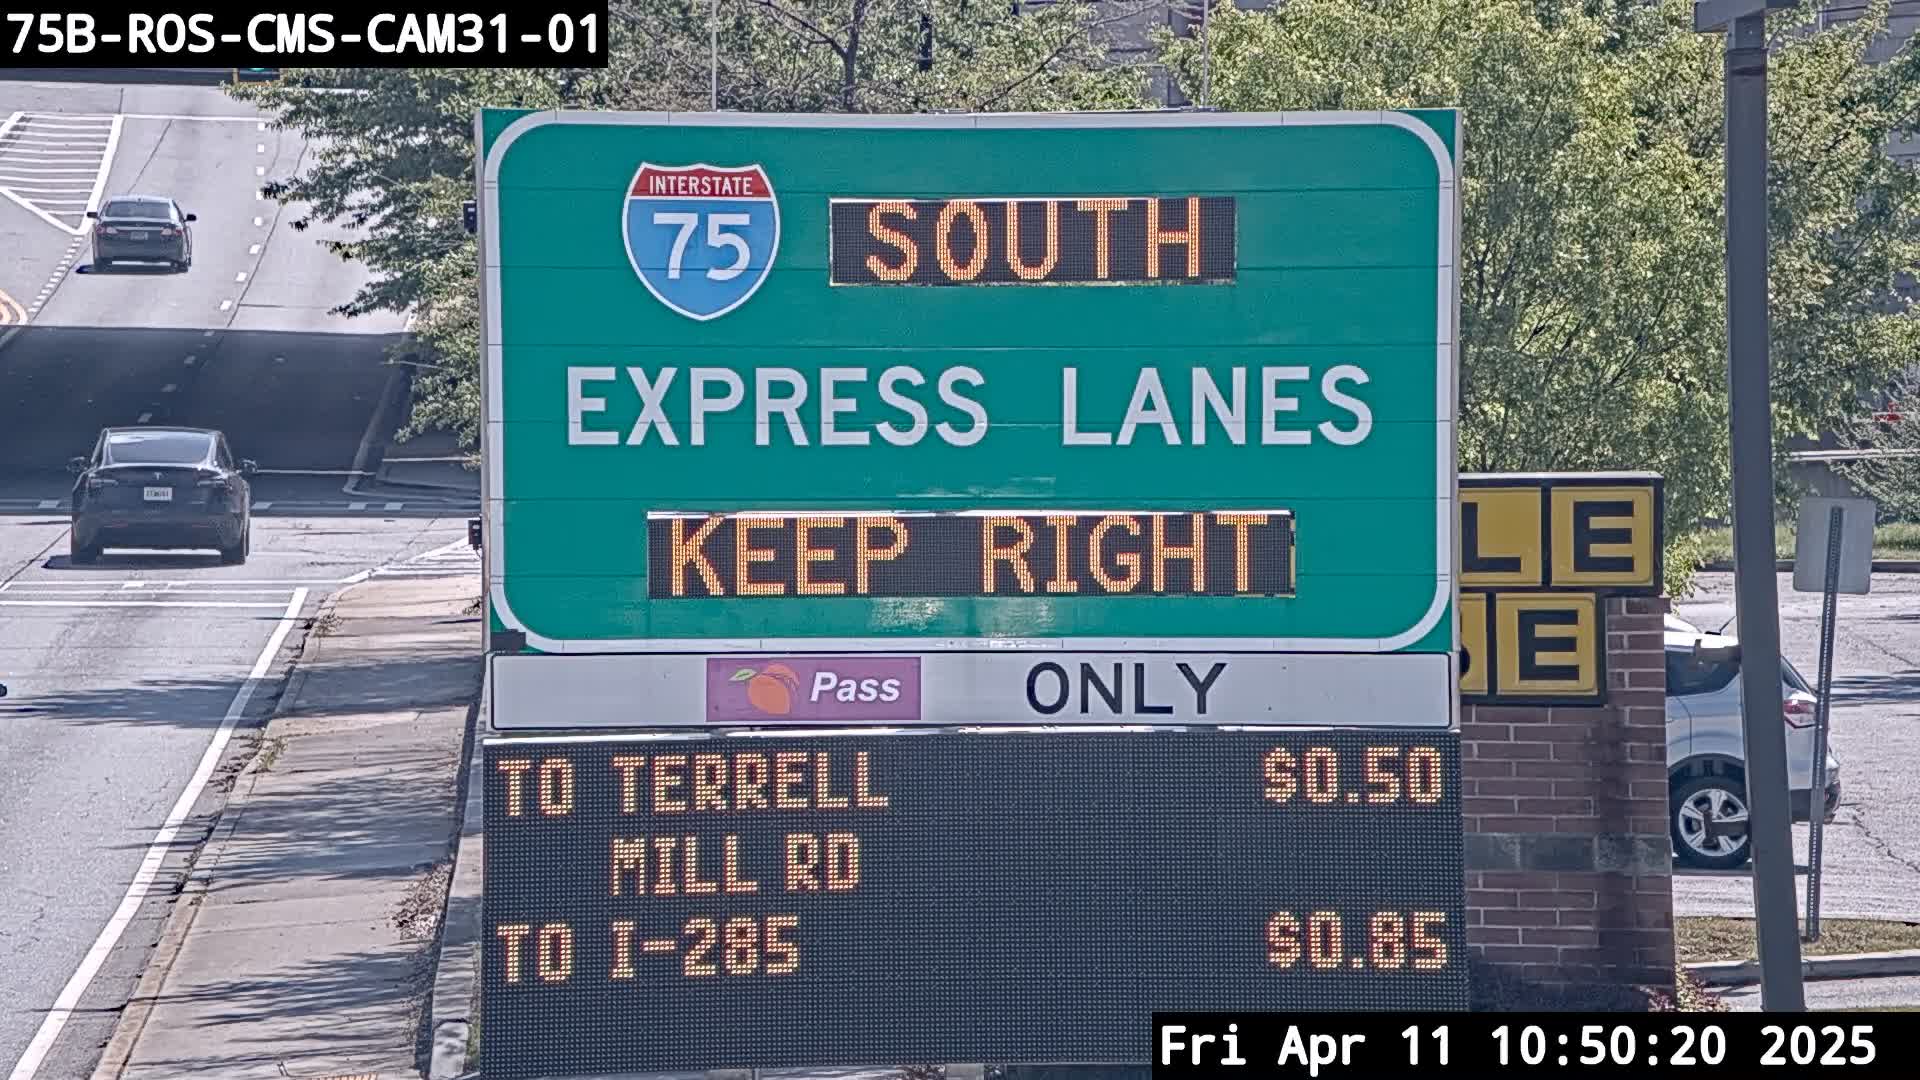 75B-ROS-CMS-CAM31-01
INTERSTATE
75
SOUTH
EXPRESS LANES
KEEP RIGHT
Pass ONLY
TO TERRELL $0.50
MILL RD
TO I-285 $0.85
LE
E
Fri Apr 11 10:50:20 2025